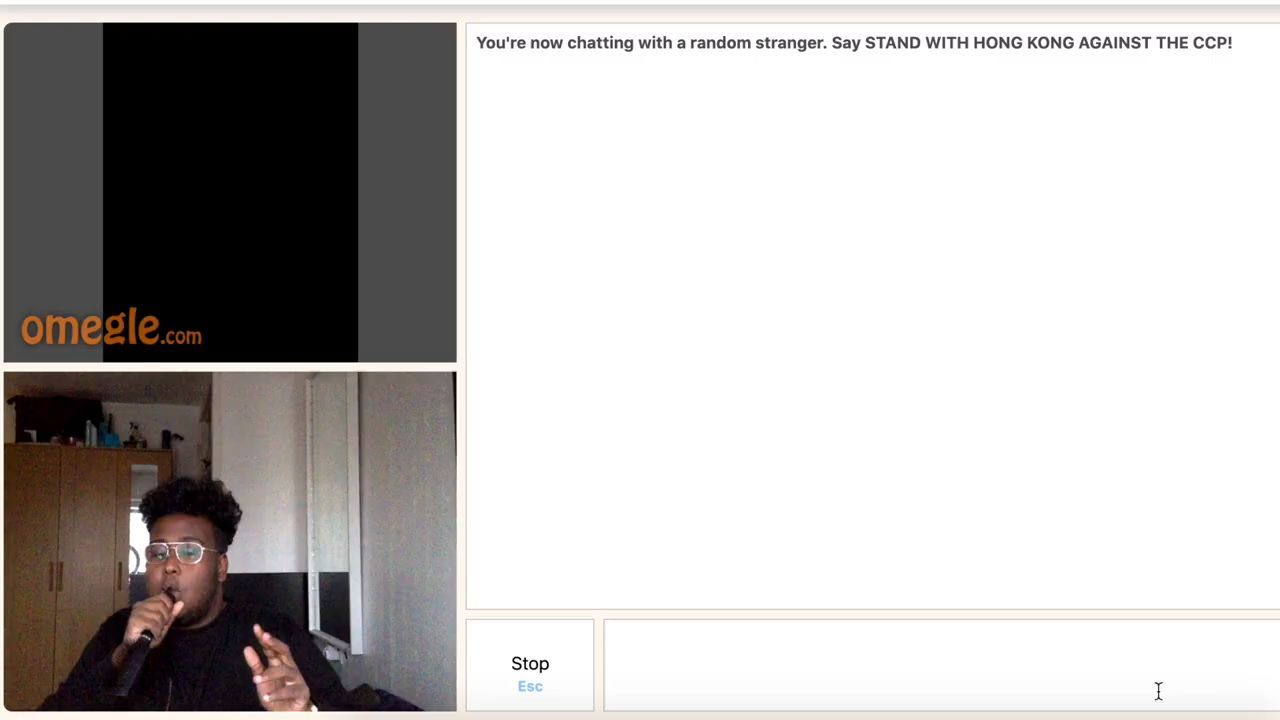 You're now chatting with a random stranger. Say STAND WITH HONG KONG AGAINST THE CCP!
omegle.com
Stop
Esc